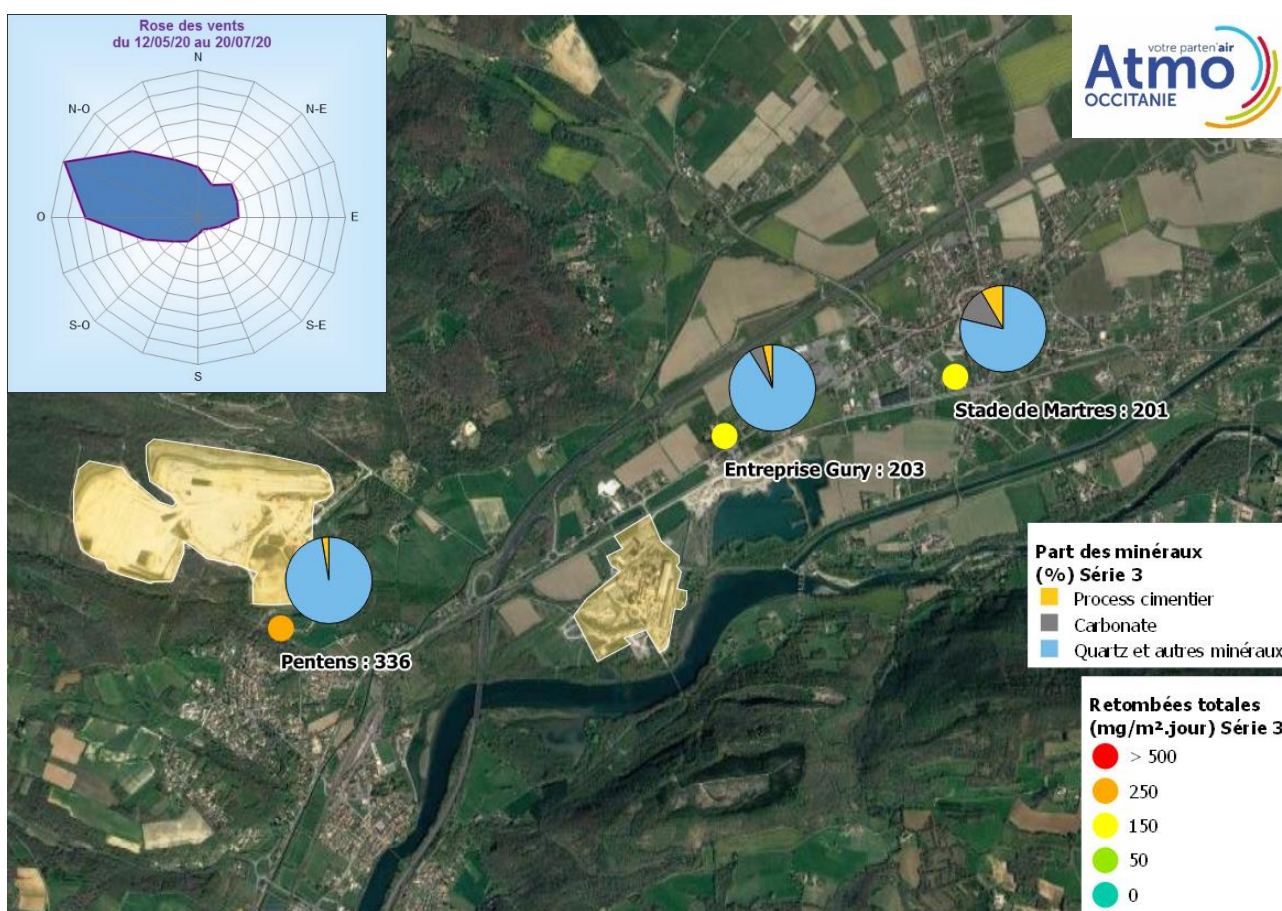 Rose des vents
du 12/05/20 au 20/07/20
N
N-O
N-E
O
E
S-O
S-E
S
votre parten'air
Atmo
OCCITANIE
Stade de Martres : 201
Entreprise Gury : 203
Pentens : 336
Part des minéraux
(%) Série 3
Process cimentier
Carbonate
Quartz et autres minéraux
Retombées totales
(mg/m².jour) Série 3
> 500
250
150
50
0